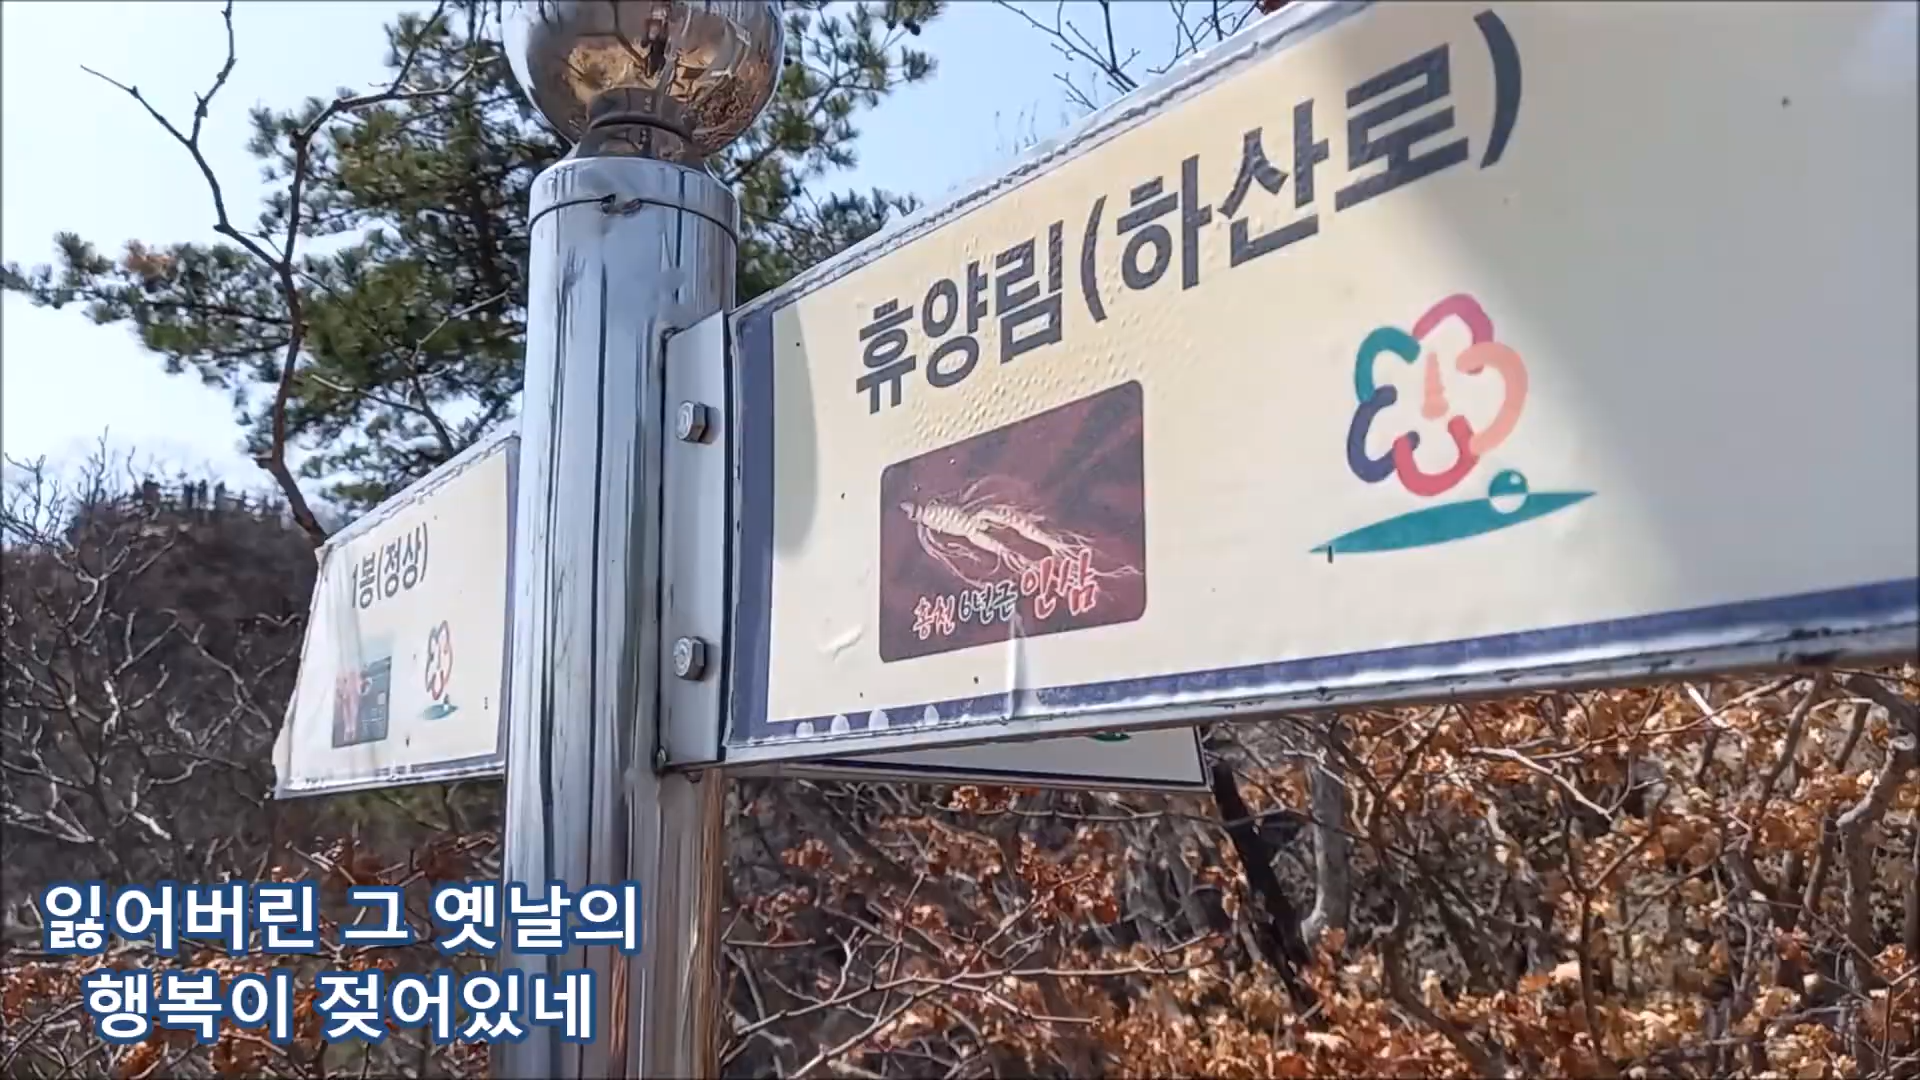 휴양림(하산로)
홍천 6년근 인삼
1봉(정상)
잃어버린 그 옛날의
행복이 젖어있네